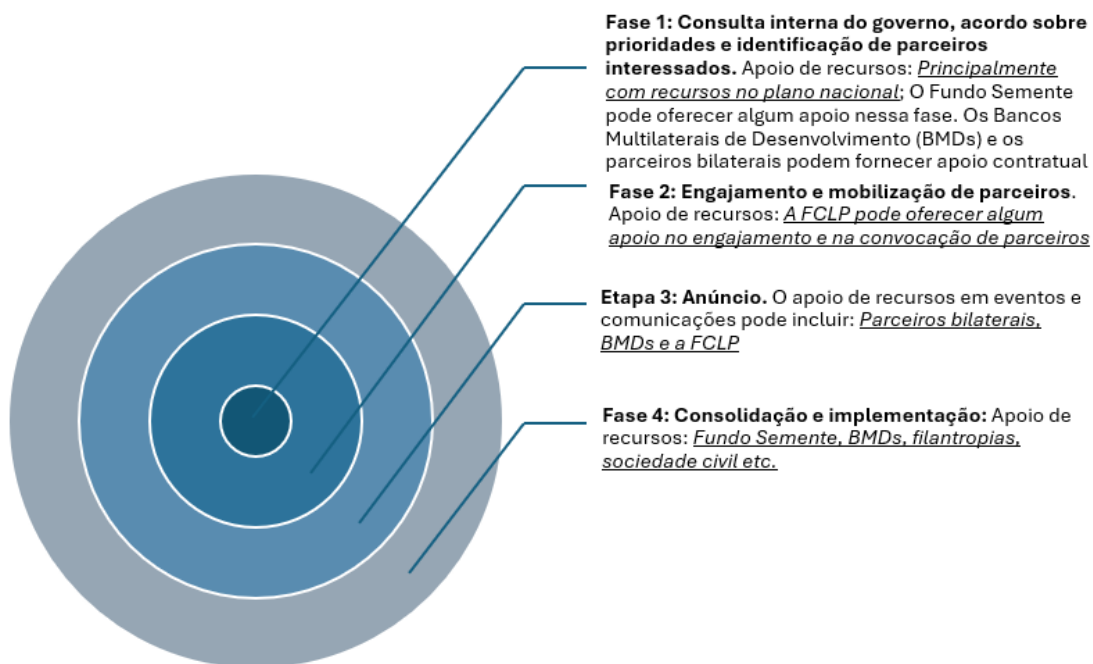 Fase 1: Consulta interna do governo, acordo sobre
prioridades e identificação de parceiros
interessados. Apoio de recursos: Principalmente
com recursos no plano nacional; O Fundo Semente
pode oferecer algum apoio nessa fase. Os Bancos
Multilaterais de Desenvolvimento (BMDs) e os
parceiros bilaterais podem fornecer apoio contratual
Fase 2: Engajamento e mobilização de parceiros.
Apoio de recursos: A FCLP pode oferecer algum
apoio no engajamento e na convocação de parceiros
Etapa 3: Anúncio. O apoio de recursos em eventos e
comunicações pode incluir: Parceiros bilaterais,
BMDs e a FCLP
Fase 4: Consolidação e implementação: Apoio de
recursos: Fundo Semente, BMDs, filantropias,
sociedade civil etc.